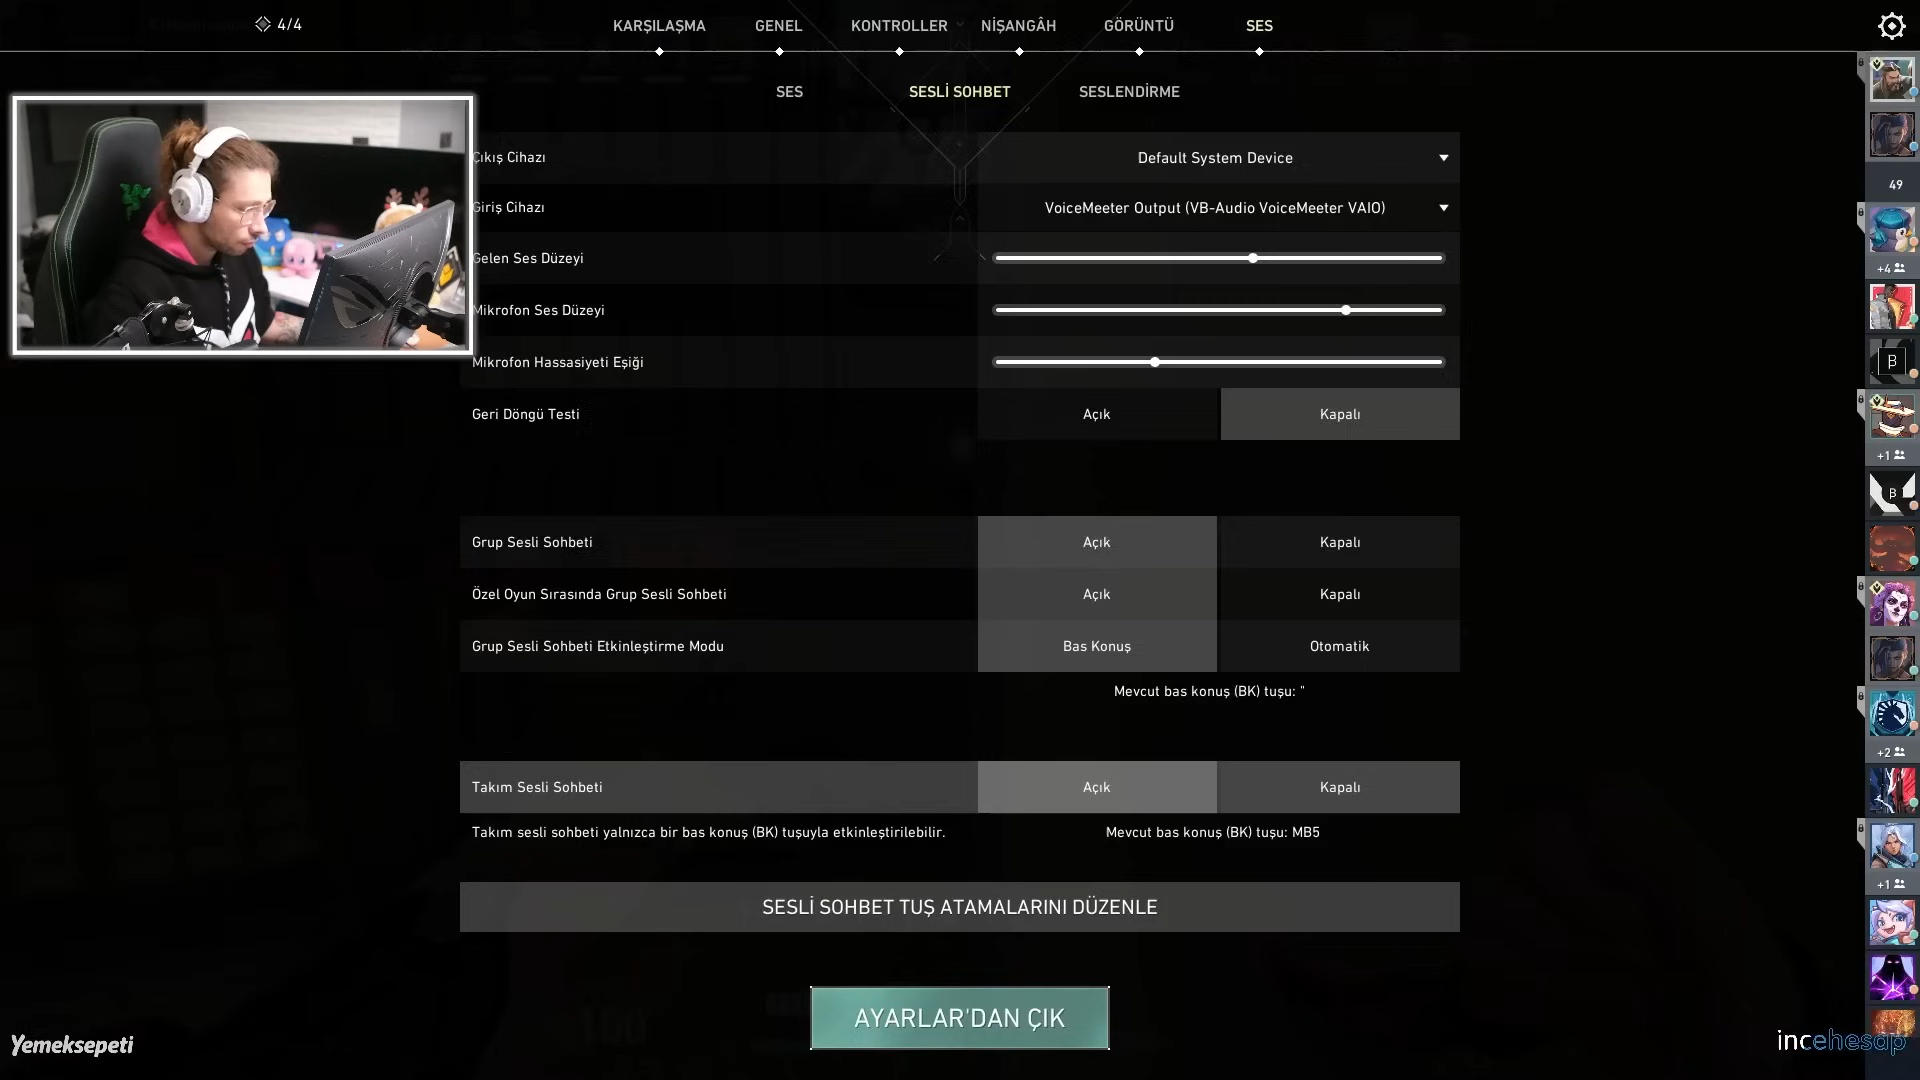 4/4
KARŞILAŞMA GENEL KONTROLLER NİŞANGÂH GÖRÜNTÜ SES
SES SESLİ SOHBET SESLENDİRME
Çıkış Cihazı Default System Device
Giriş Cihazı VoiceMeeter Output (VB-Audio VoiceMeeter VAIO)
49
Gelen Ses Düzeyi
+4
Mikrofon Ses Düzeyi
Mikrofon Hassasiyeti Eşiği
B
Geri Döngü Testi Açık Kapalı
+1
B
Grup Sesli Sohbeti Açık Kapalı
Özel Oyun Sırasında Grup Sesli Sohbeti Açık Kapalı
Grup Sesli Sohbeti Etkinleştirme Modu Bas Konuş Otomatik
Mevcut bas konuş (BK) tuşu: "
+2
Takım Sesli Sohbeti Açık Kapalı
Takım sesli sohbeti yalnızca bir bas konuş (BK) tuşuyla etkinleştirilebilir. Mevcut bas konuş (BK) tuşu: MB5
+1
SESLİ SOHBET TUŞ ATAMALARINI DÜZENLE
AYARLAR'DAN ÇIK
Yemeksepeti
incehesap